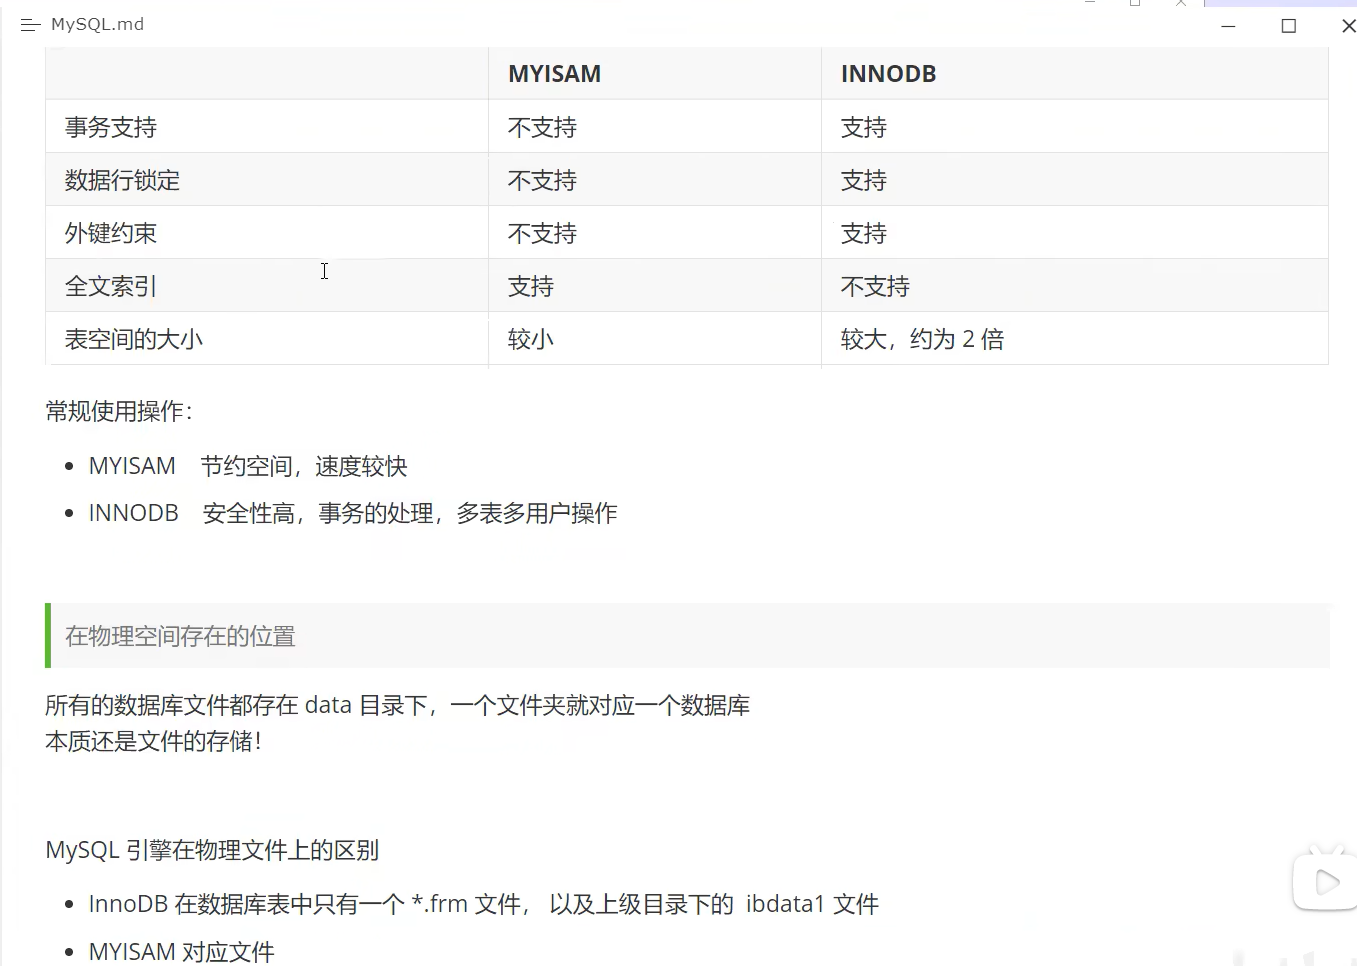 MySQL.md
MYISAM INNODB
事务支持 不支持 支持
数据行锁定 不支持 支持
外键约束 不支持 支持
全文索引 支持 不支持
表空间的大小 较小 较大，约为 2 倍
常规使用操作：
MYISAM 节约空间，速度较快
INNODB 安全性高，事务的处理，多表多用户操作
在物理空间存在的位置
所有的数据库文件都存在 data 目录下，一个文件夹就对应一个数据库
本质还是文件的存储！
MySQL 引擎在物理文件上的区别
InnoDB 在数据库表中只有一个 *.frm 文件， 以及上级目录下的 ibdata1 文件
MYISAM 对应文件